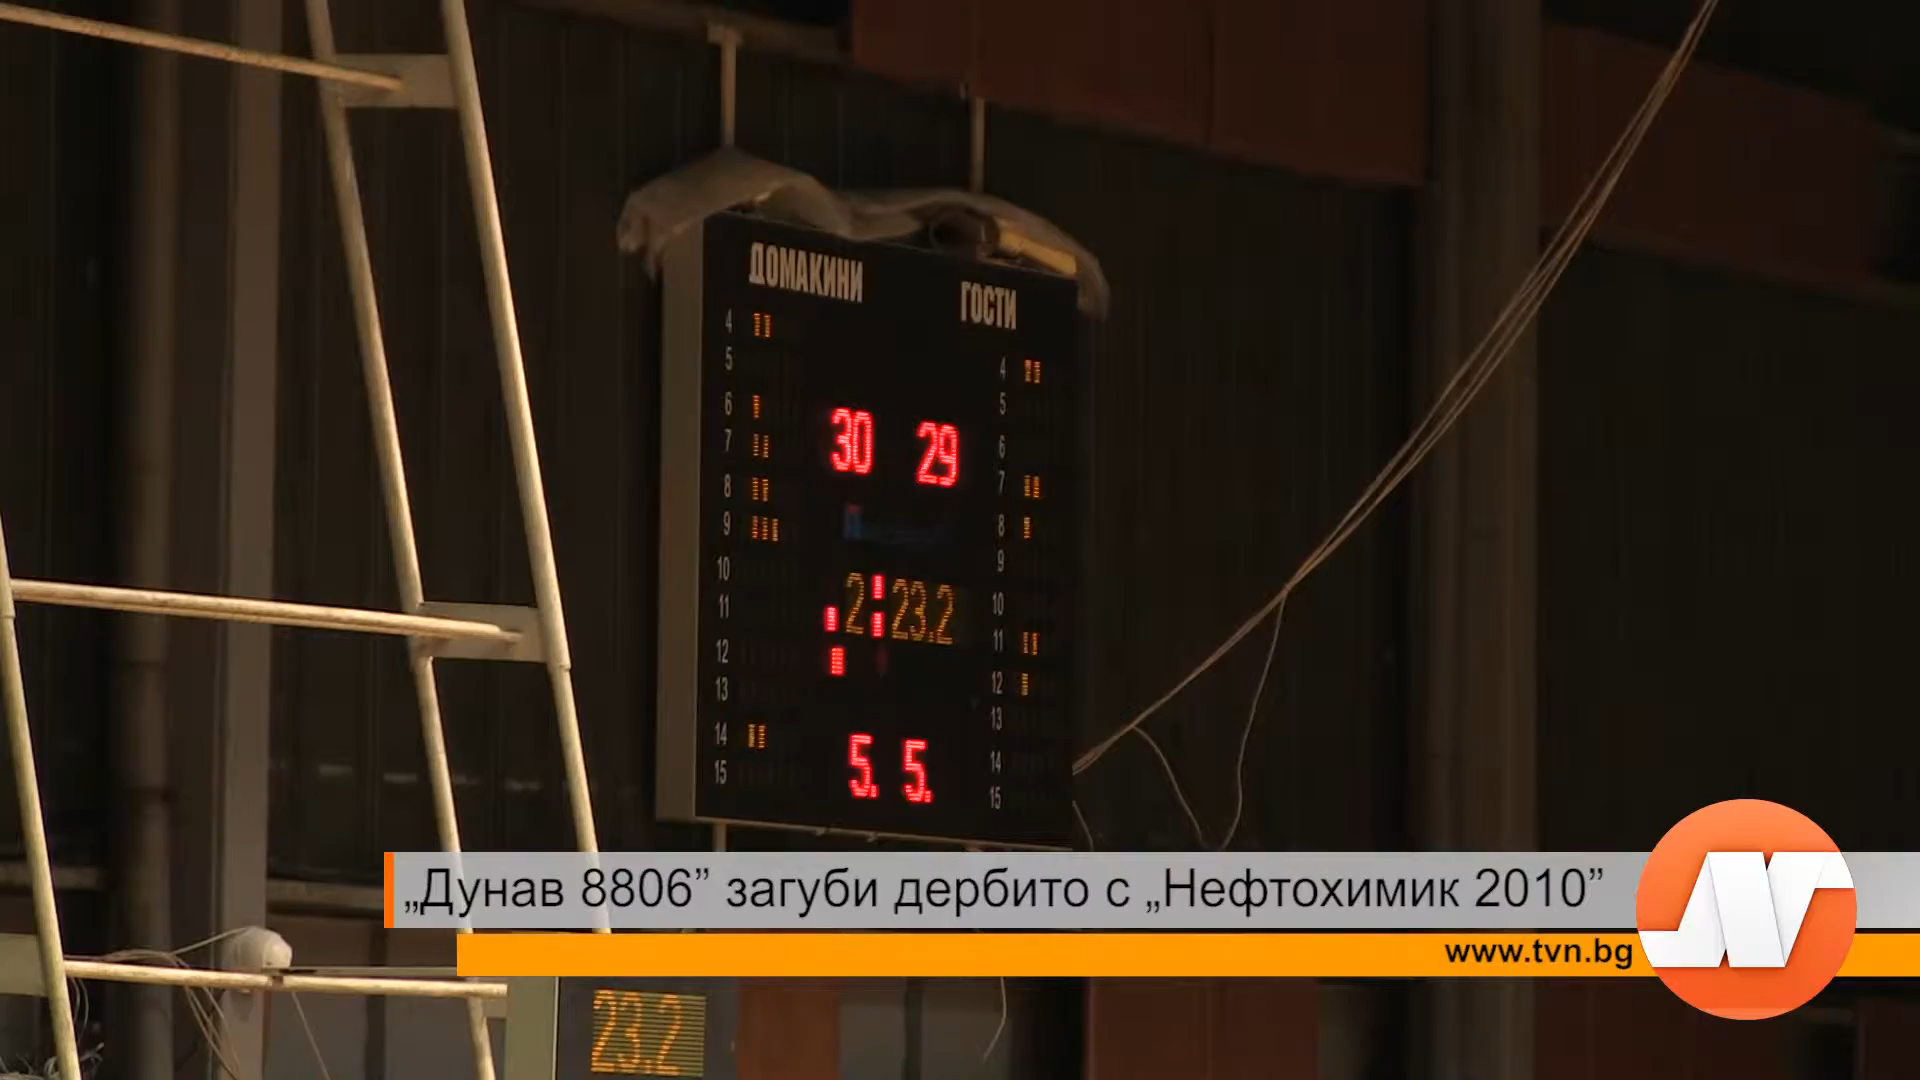 ДОМАКИНИ ГОСТИ
4 4
5 5
6 30 29 6
7 7
8 8
9 9
10 2:23.2 10
11 11
12 12
13 13
14 5. 5. 14
15 15
„Дунав 8806” загуби дербито с „Нефтохимик 2010”
www.tvn.bg
23.2